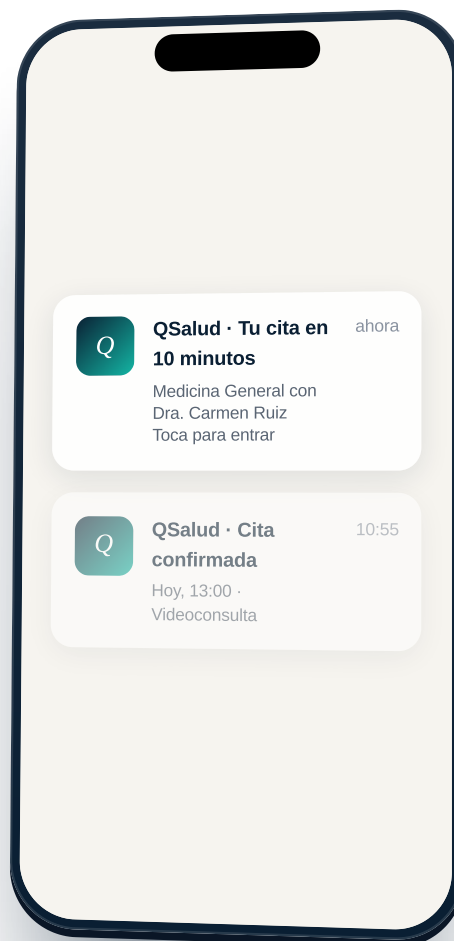 Q
QSalud · Tu cita en
ahora
10 minutos
Medicina General con
Dra. Carmen Ruiz
Toca para entrar
Q
QSalud · Cita
10:55
confirmada
Hoy, 13:00 ·
Videoconsulta